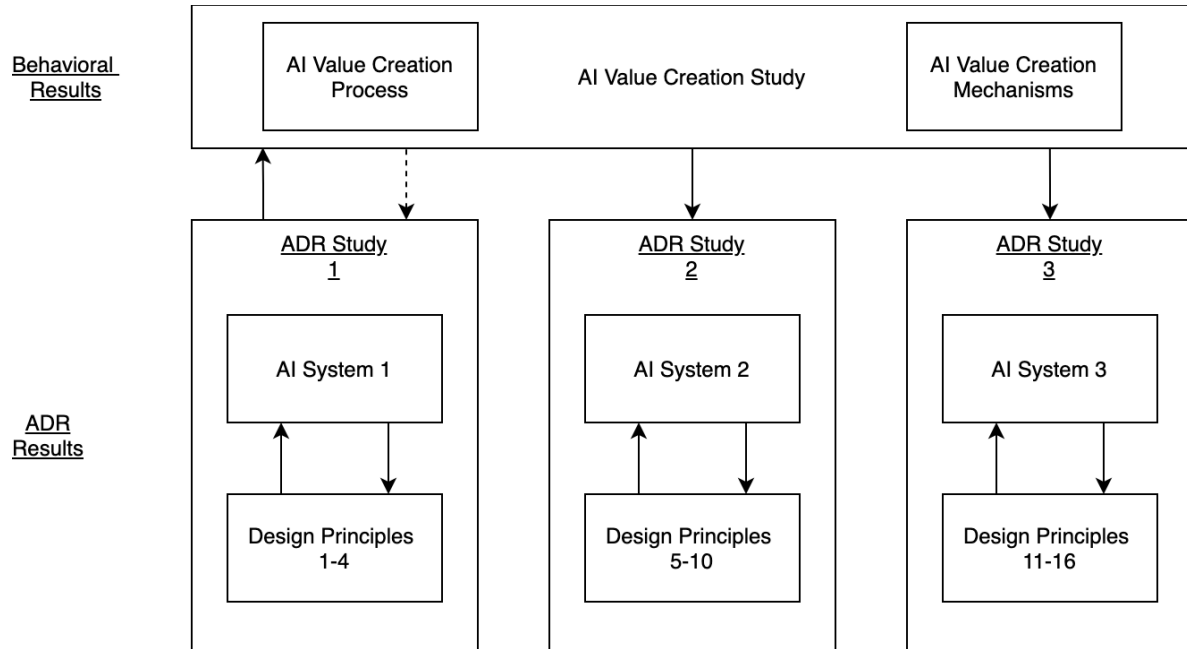 Behavioral
Results
AI Value Creation
Process
AI Value Creation Study
AI Value Creation
Mechanisms
ADR Study
1
ADR Study
2
ADR Study
3
AI System 1
AI System 2
AI System 3
ADR
Results
Design Principles
1-4
Design Principles
5-10
Design Principles
11-16